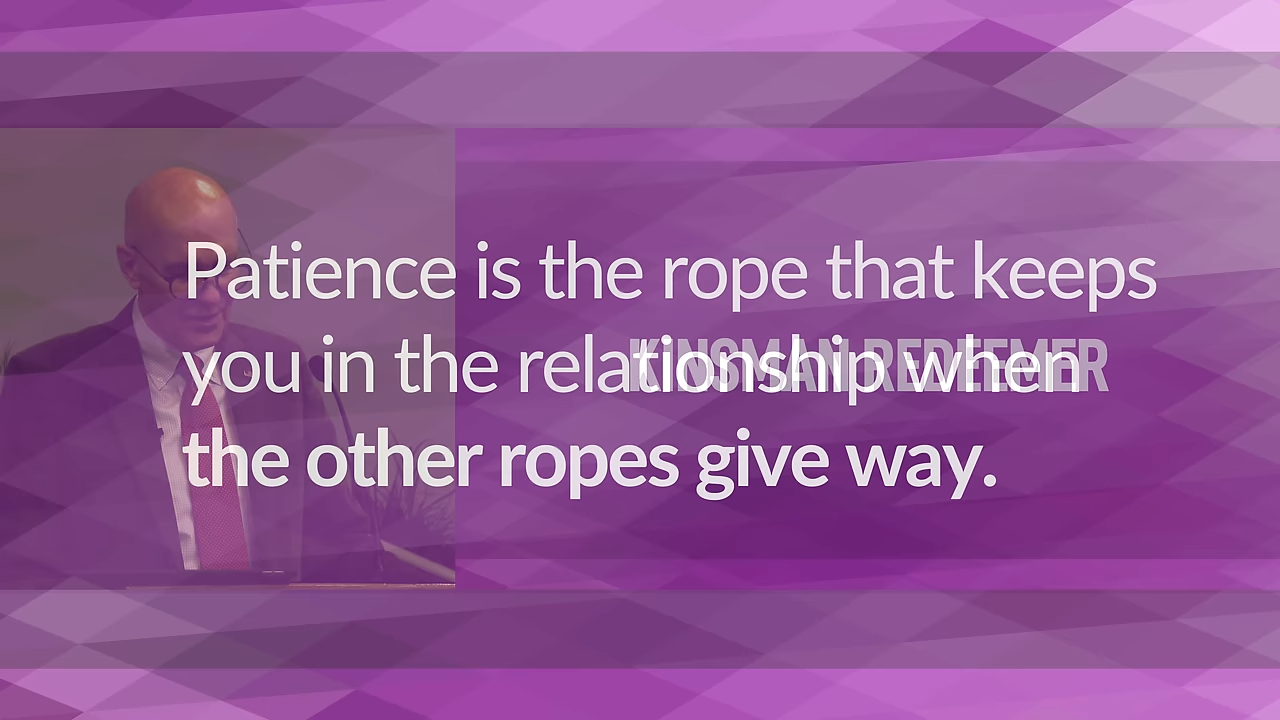 Patience is the rope that keeps
you in the relationship when
the other ropes give way.
KINSMAN REDEEMER